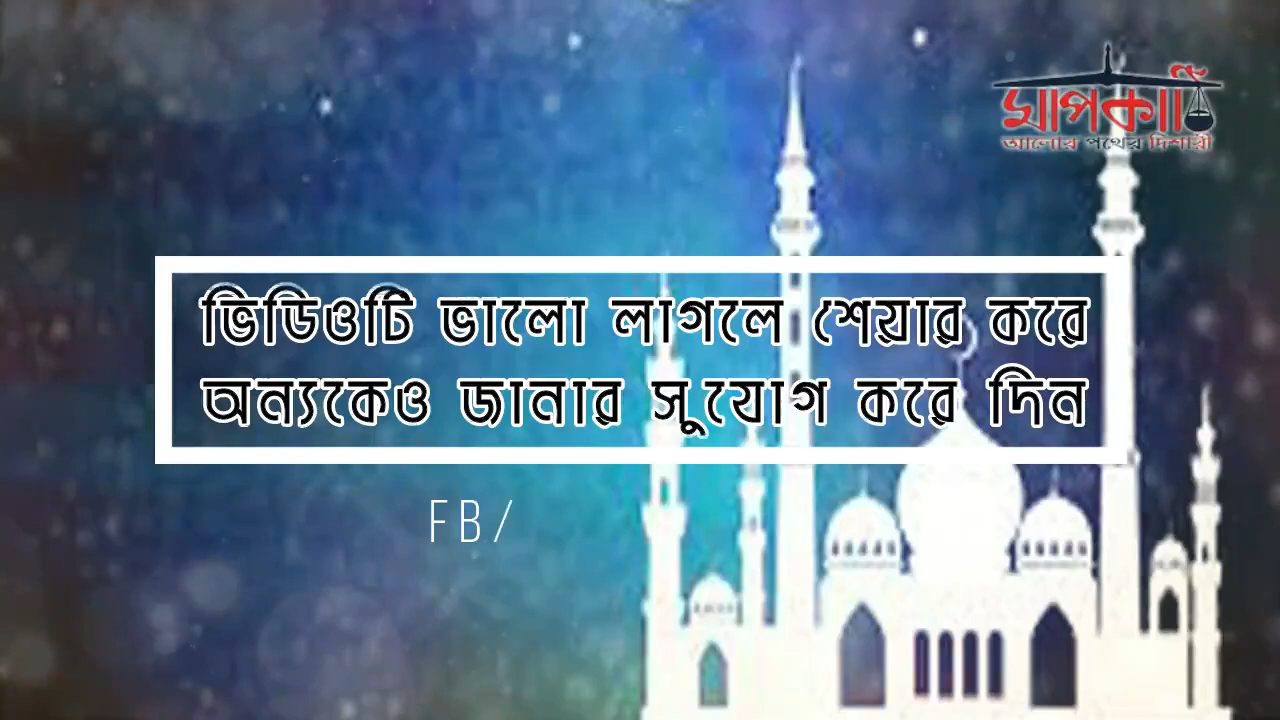 মাপকাঠি
আলোর পথের দিশারী
ভিডিওটি ভালো লাগলে শেয়ার করে
অন্যকেও জানার সুযোগ করে দিন
FB/